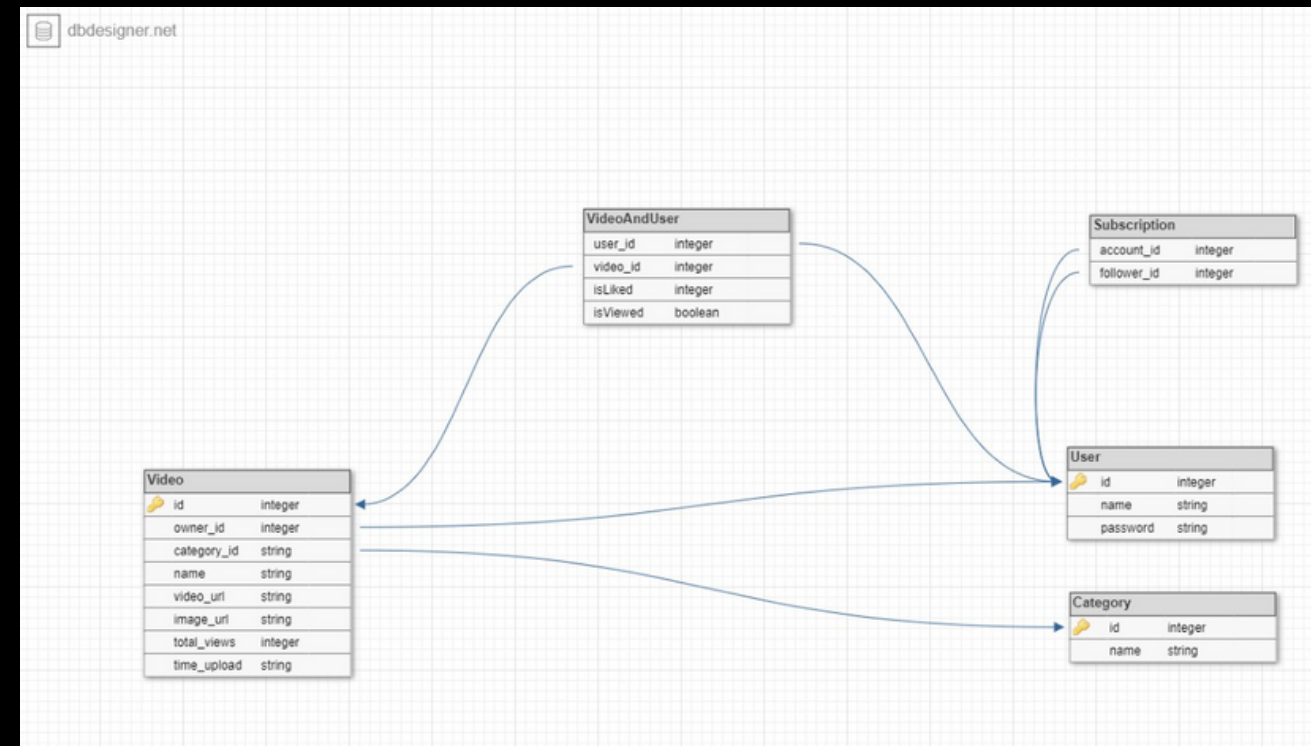 dbdesigner.net
VideoAndUser
user_id integer
video_id integer
isLiked integer
isViewed boolean
Subscription
account_id integer
follower_id integer
Video
id integer
owner_id integer
category_id string
name string
video_url string
image_url string
total_views integer
time_upload string
User
id integer
name string
password string
Category
id integer
name string